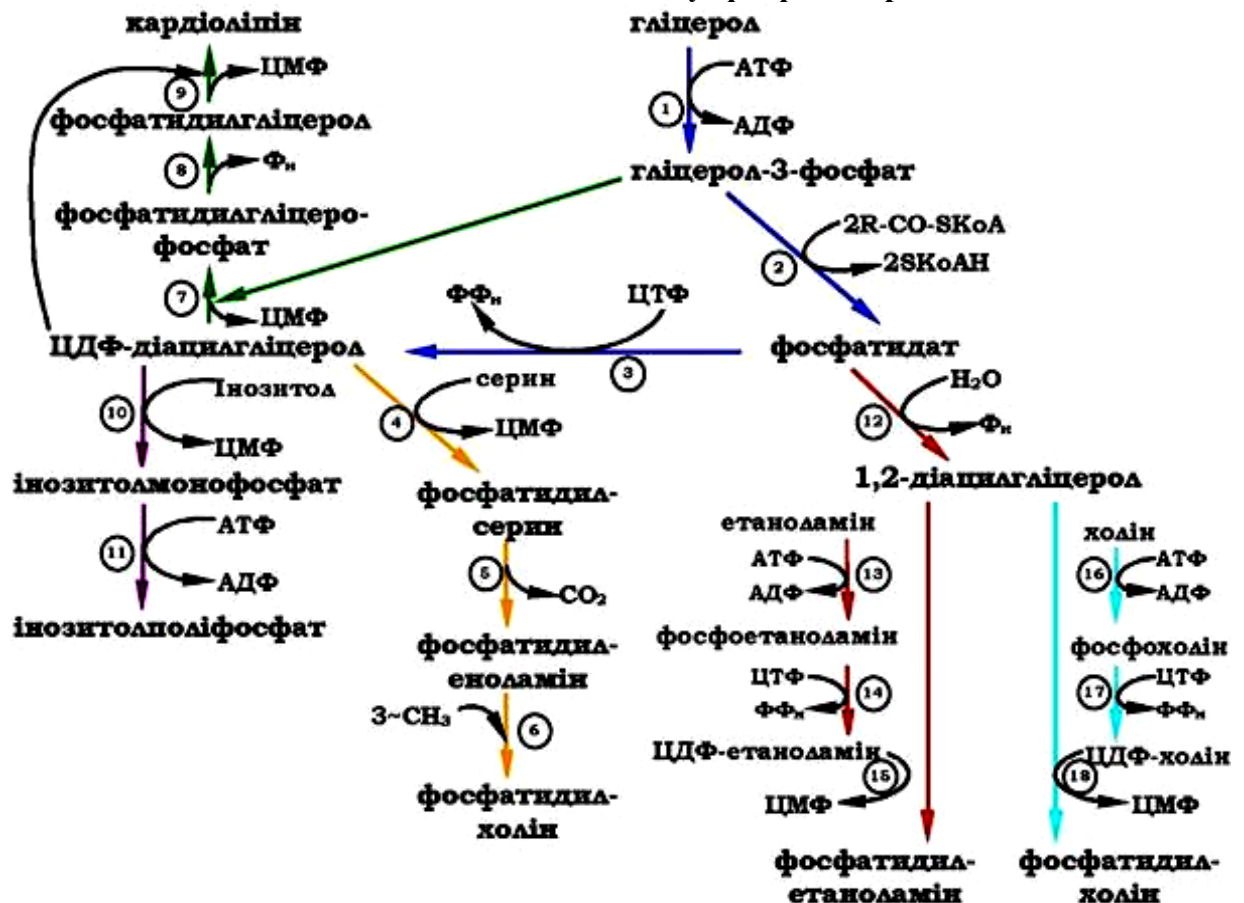 кардіоліпін
гліцерол
ЦМФ
АТФ
9
1
фосфатидилгліцерол
АДФ
8
Фн
гліцерол-3-фосфат
фосфатидилгліцеро-
фосфат
2R-CO-SKoA
2
2SKoAH
7
ЦМФ
ФФн
ЦТФ
ЦДФ-діацилгліцерол
фосфатидат
3
Інозитол
серин
H₂O
10
4
12
ЦМФ
ЦМФ
Фн
інозитолмонофосфат
фосфатидил-
серин
1,2-діацилгліцерол
АТФ
етаноламін
холін
11
5
АТФ
13
16
АТФ
АДФ
CO₂
АДФ
АДФ
інозитолполіфосфат
фосфатидил-
еноламін
фосфоетаноламін
фосфохолін
ЦТФ
14
17
ЦТФ
3~CH₃
6
ФФн
ФФн
ЦДФ-етаноламін
ЦДФ-холін
15
18
фосфатидил-
холін
ЦМФ
ЦМФ
фосфатидил-
етаноламін
фосфатидил-
холін